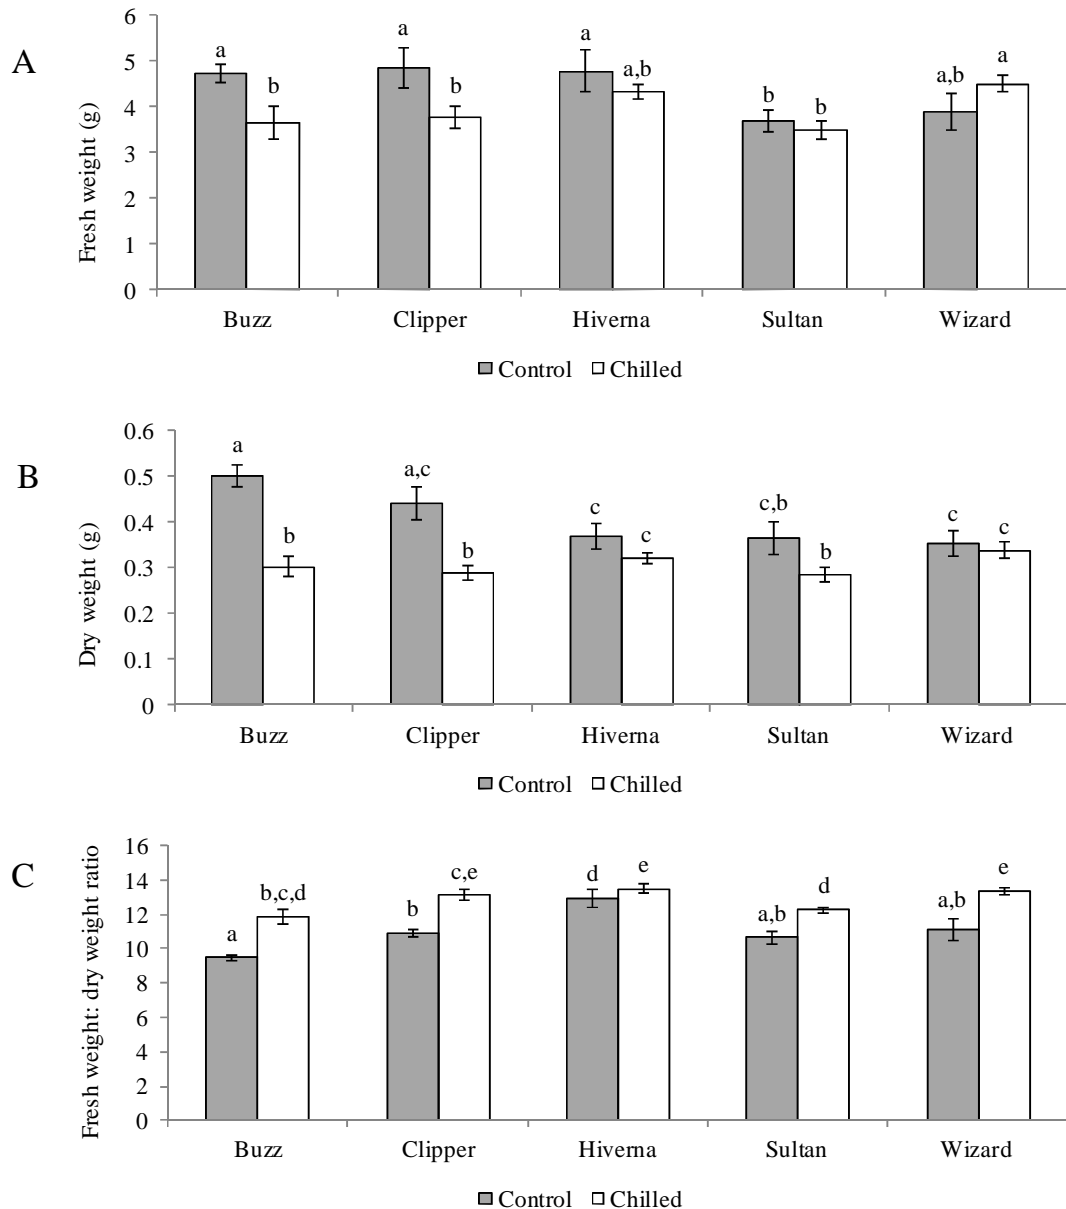 A
Fresh weight (g)
6
5
4
3
2
1
0
a
b
a
b
a
a,b
b
b
a,b
a
Buzz Clipper Hiverna Sultan Wizard
Control Chilled
B
Dry weight (g)
0.6
0.5
0.4
0.3
0.2
0.1
0
a
b
a,c
b
c
c
c,b
b
c
c
Buzz Clipper Hiverna Sultan Wizard
Control Chilled
C
Fresh weight: dry weight ratio
16
14
12
10
8
6
4
2
0
a
b,c,d
b
c,e
d
e
a,b
d
a,b
e
Buzz Clipper Hiverna Sultan Wizard
Control Chilled